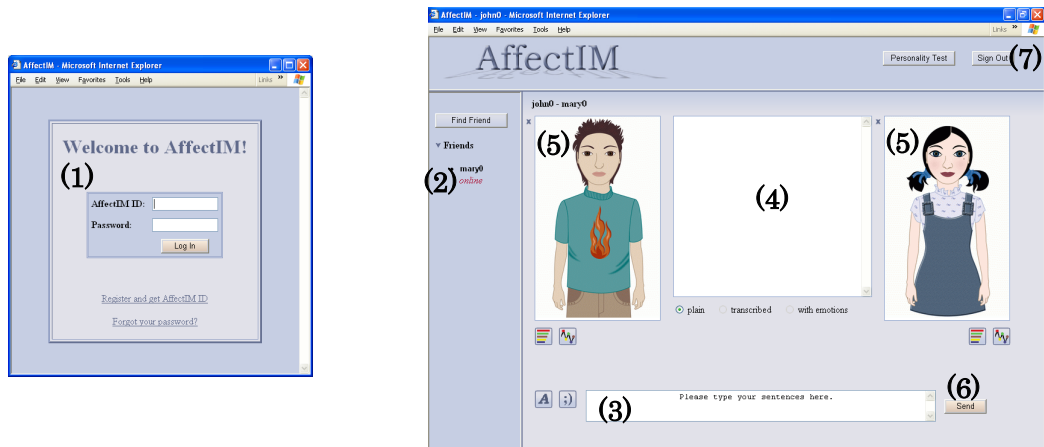 AffectIM - Microsoft Internet Explorer
File Edit View Favorites Tools Help Links »
Welcome to AffectIM!
(1)
AffectIM ID:
Password:
Log In
Register and get AffectIM ID
Forgot your password?
AffectIM - john0 - Microsoft Internet Explorer
File Edit View Favorites Tools Help Links »
AffectIM
Personality Test Sign Out (7)
john0 - mary0
Find Friend
x (5) (4) x (5)
Friends
mary0
(2) online
plain transcribed with emotions
A ;) (3) Please type your sentences here.
(6)
Send